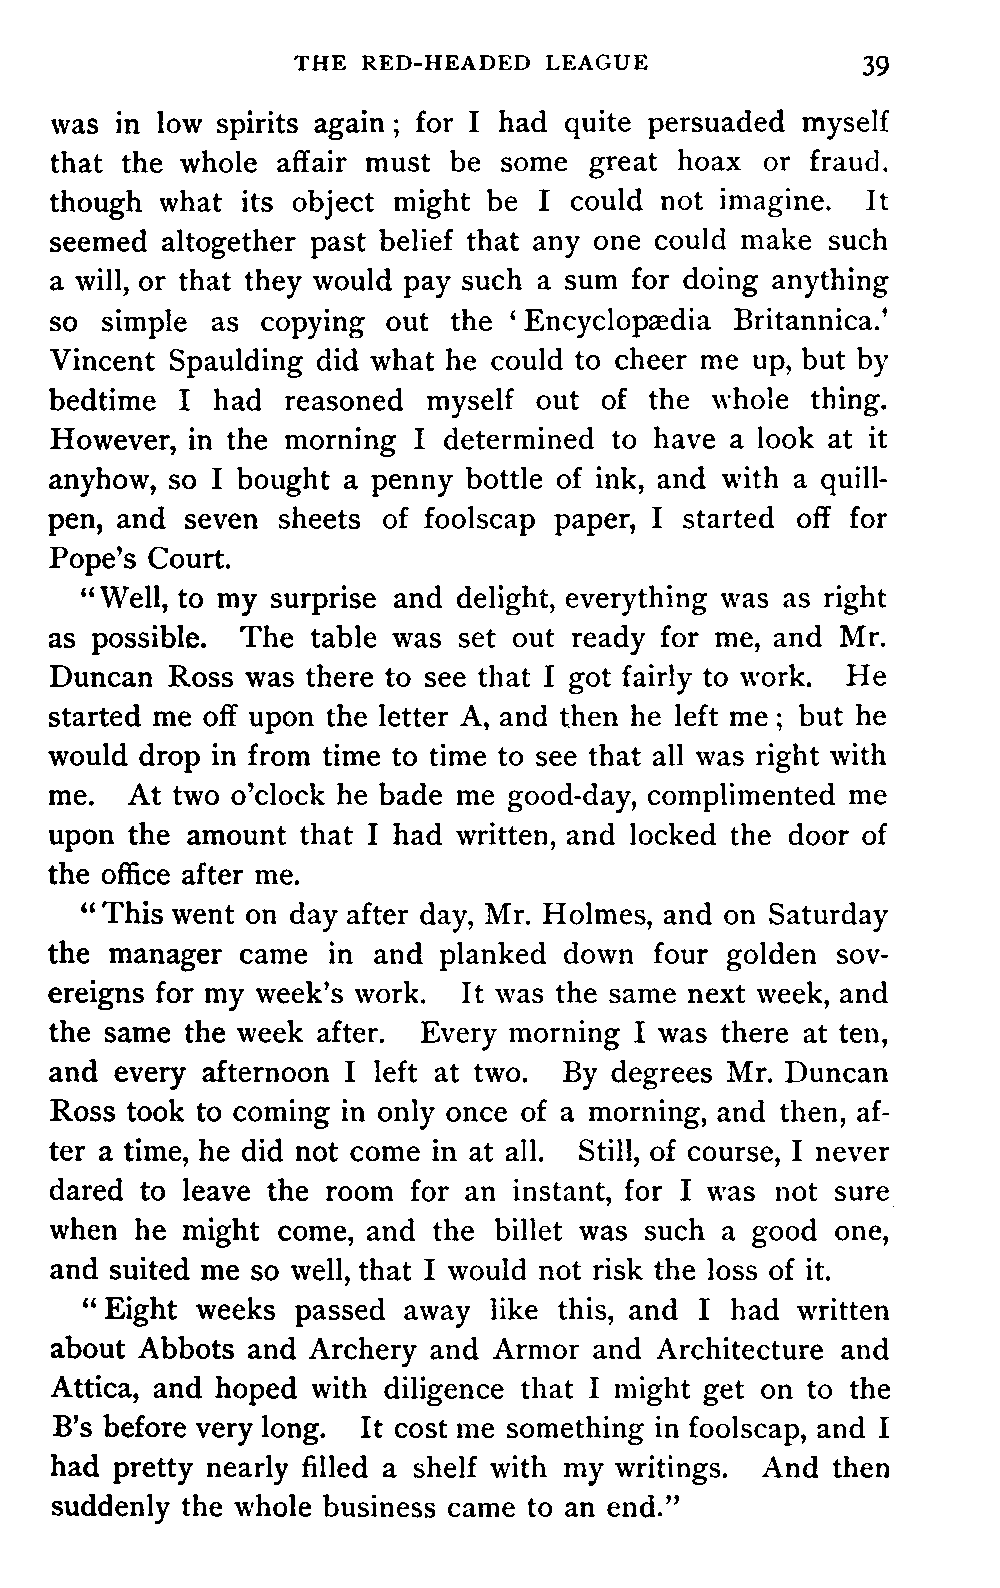 THE RED-HEADED LEAGUE 39
was in low spirits again; for I had quite persuaded myself
that the whole affair must be some great hoax or fraud.
though what its object might be I could not imagine. It
seemed altogether past belief that any one could make such
a will, or that they would pay such a sum for doing anything
so simple as copying out the ‘Encyclopædia Britannica.’
Vincent Spaulding did what he could to cheer me up, but by
bedtime I had reasoned myself out of the whole thing.
However, in the morning I determined to have a look at it
anyhow, so I bought a penny bottle of ink, and with a quill-
pen, and seven sheets of foolscap paper, I started off for
Pope’s Court.
“Well, to my surprise and delight, everything was as right
as possible. The table was set out ready for me, and Mr.
Duncan Ross was there to see that I got fairly to work. He
started me off upon the letter A, and then he left me; but he
would drop in from time to time to see that all was right with
me. At two o’clock he bade me good-day, complimented me
upon the amount that I had written, and locked the door of
the office after me.
“This went on day after day, Mr. Holmes, and on Saturday
the manager came in and planked down four golden sov-
ereigns for my week’s work. It was the same next week, and
the same the week after. Every morning I was there at ten,
and every afternoon I left at two. By degrees Mr. Duncan
Ross took to coming in only once of a morning, and then, af-
ter a time, he did not come in at all. Still, of course, I never
dared to leave the room for an instant, for I was not sure
when he might come, and the billet was such a good one,
and suited me so well, that I would not risk the loss of it.
“Eight weeks passed away like this, and I had written
about Abbots and Archery and Armor and Architecture and
Attica, and hoped with diligence that I might get on to the
B’s before very long. It cost me something in foolscap, and I
had pretty nearly filled a shelf with my writings. And then
suddenly the whole business came to an end.”